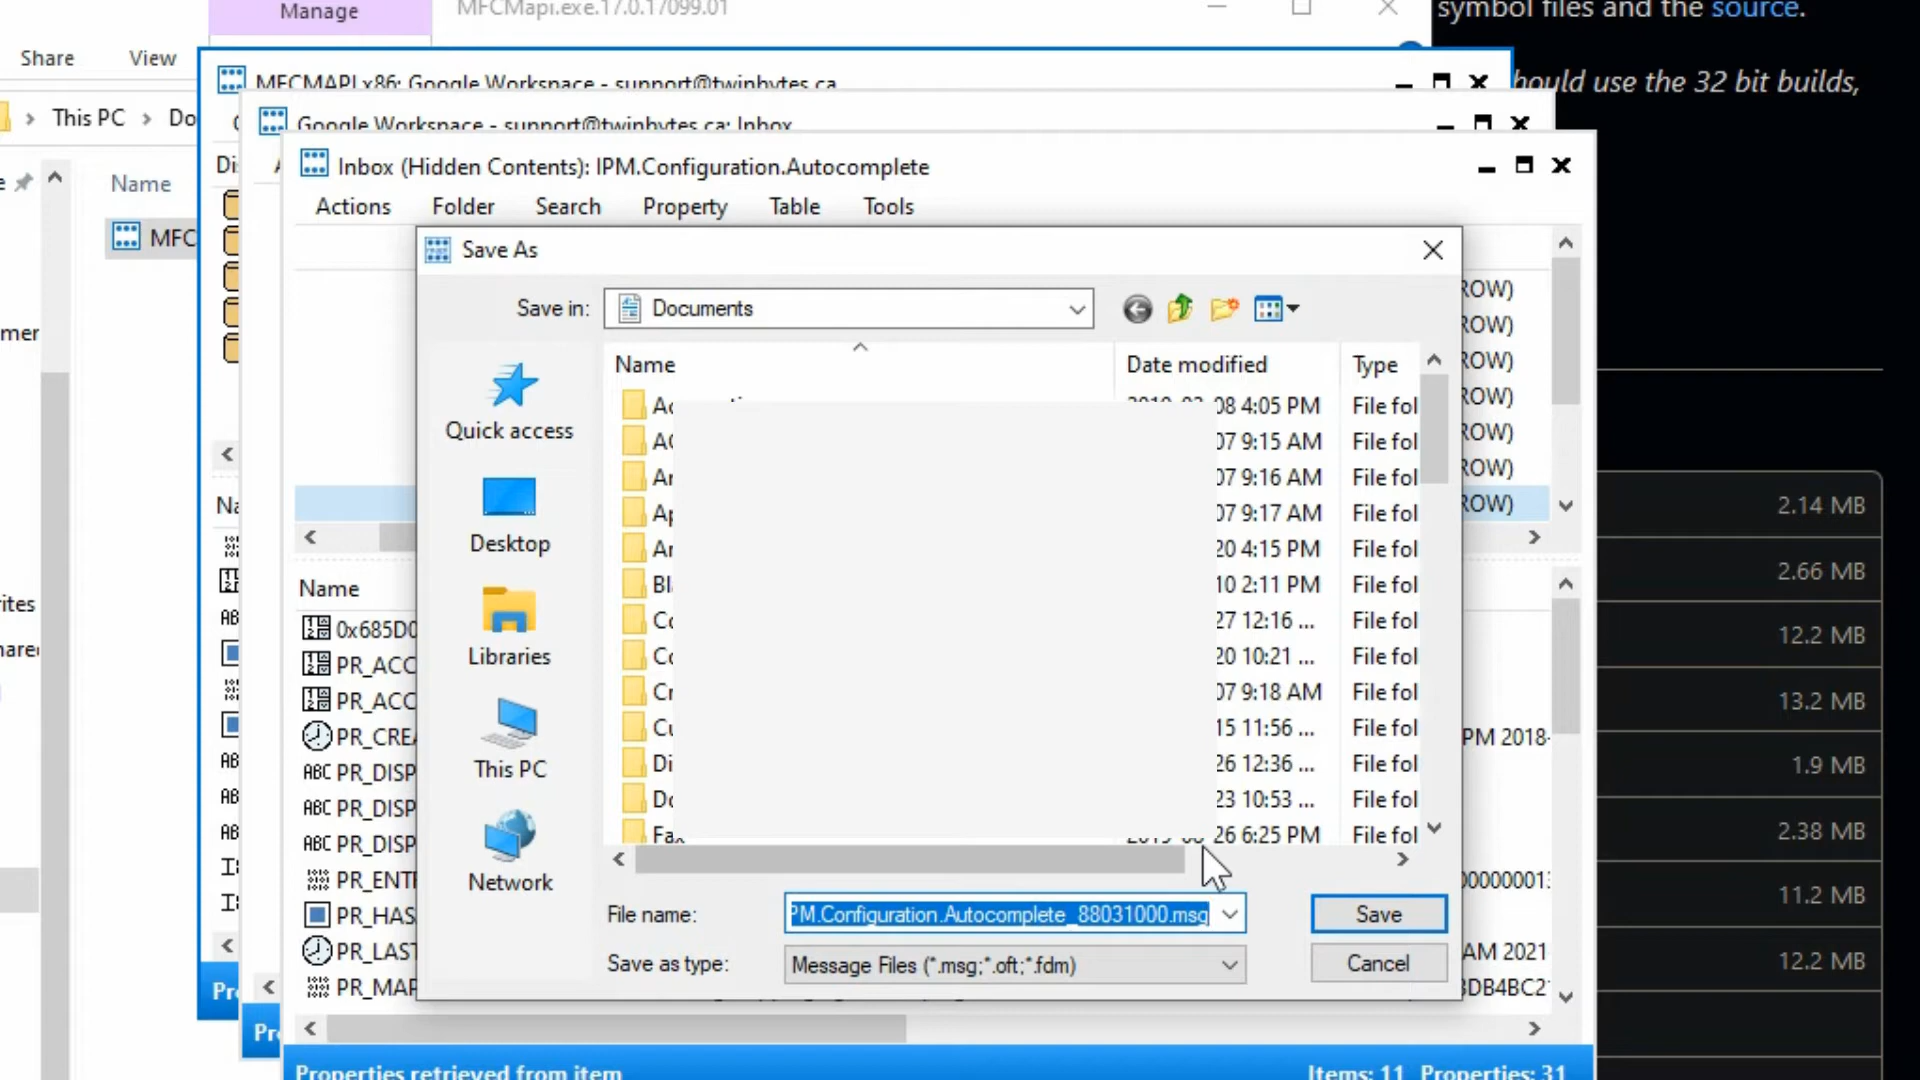 Manage
MFCMapi.exe.17.0.17099.01
symbol files and the source.
Share View
MFCMAPI x86: Google Workspace - support@twinbytes.ca
hould use the 32 bit builds,
This PC Do
Google Workspace - support@twinbytes.ca: Inbox
Inbox (Hidden Contents): IPM.Configuration.Autocomplete
Name
Actions Folder Search Property Table Tools
MFC
Save As
Save in: Documents
Name Date modified Type
08 4:05 PM File fol
07 9:15 AM File fol
07 9:16 AM File fol
07 9:17 AM File fol
20 4:15 PM File fol
10 2:11 PM File fol
27 12:16 ... File fol
20 10:21 ... File fol
07 9:18 AM File fol
15 11:56 ... File fol
26 12:36 ... File fol
23 10:53 ... File fol
Fax 26 6:25 PM File fol
Quick access
Desktop
Libraries
This PC
Network
File name: PM.Configuration.Autocomplete_88031000.msg Save
Save as type: Message Files (*.msg;*.oft;*.fdm) Cancel
ROW)
ROW)
ROW)
ROW)
ROW)
ROW)
ROW)
Name
0x685D0
PR_ACC
PR_ACC
PR_CREA
PR_DISP
PR_DISP
PR_DISP
PR_ENT
PR_HAS
PR_LAST
PR_MAP
PM 2018-
AM 2021-
2.14 MB
2.66 MB
12.2 MB
13.2 MB
1.9 MB
2.38 MB
11.2 MB
12.2 MB
Properties retrieved from item Items: 11 Properties: 31